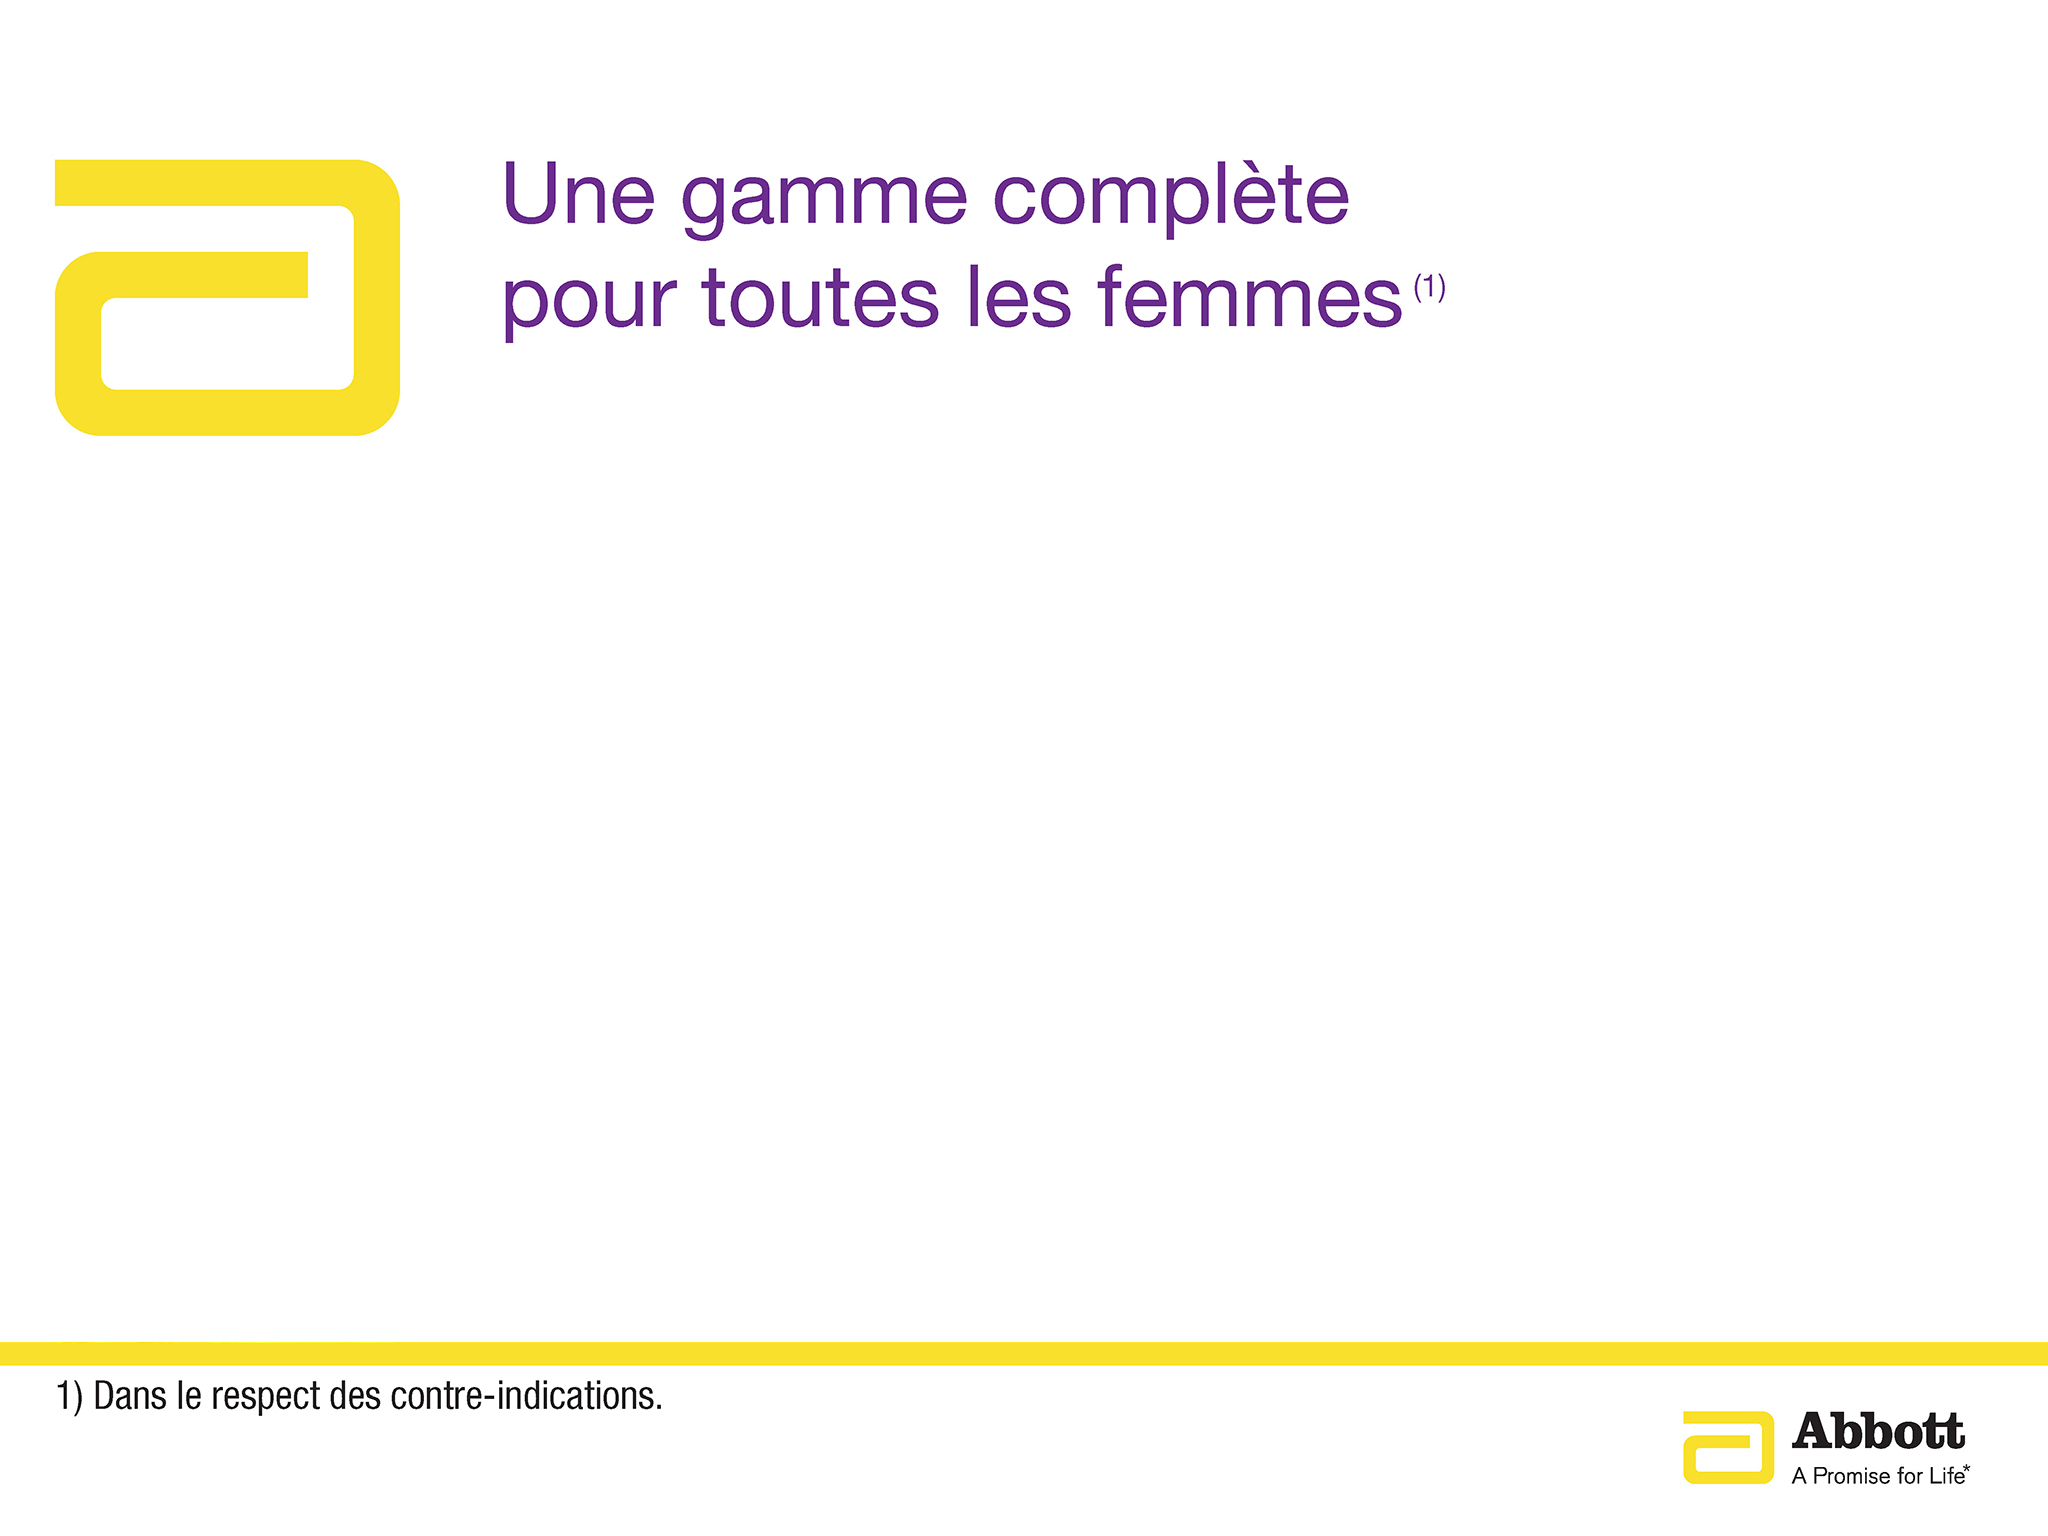 Une gamme complète
pour toutes les femmes (1)
1) Dans le respect des contre-indications.
Abbott
A Promise for Life*